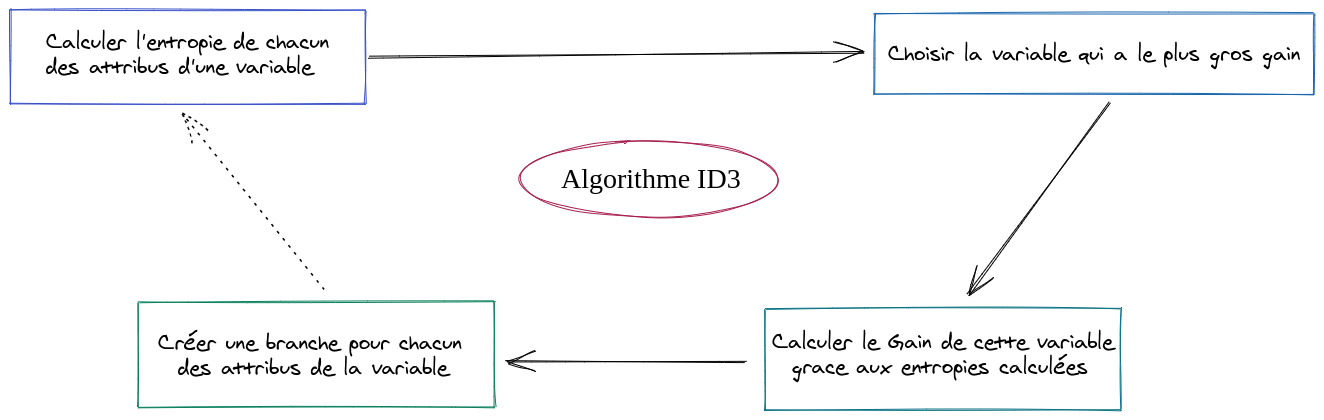 Calculer l'entropie de chacun
des attribus d'une variable
Choisir la variable qui a le plus gros gain
Algorithme ID3
Créer une branche pour chacun
des attribus de la variable
Calculer le Gain de cette variable
grace aux entropies calculées